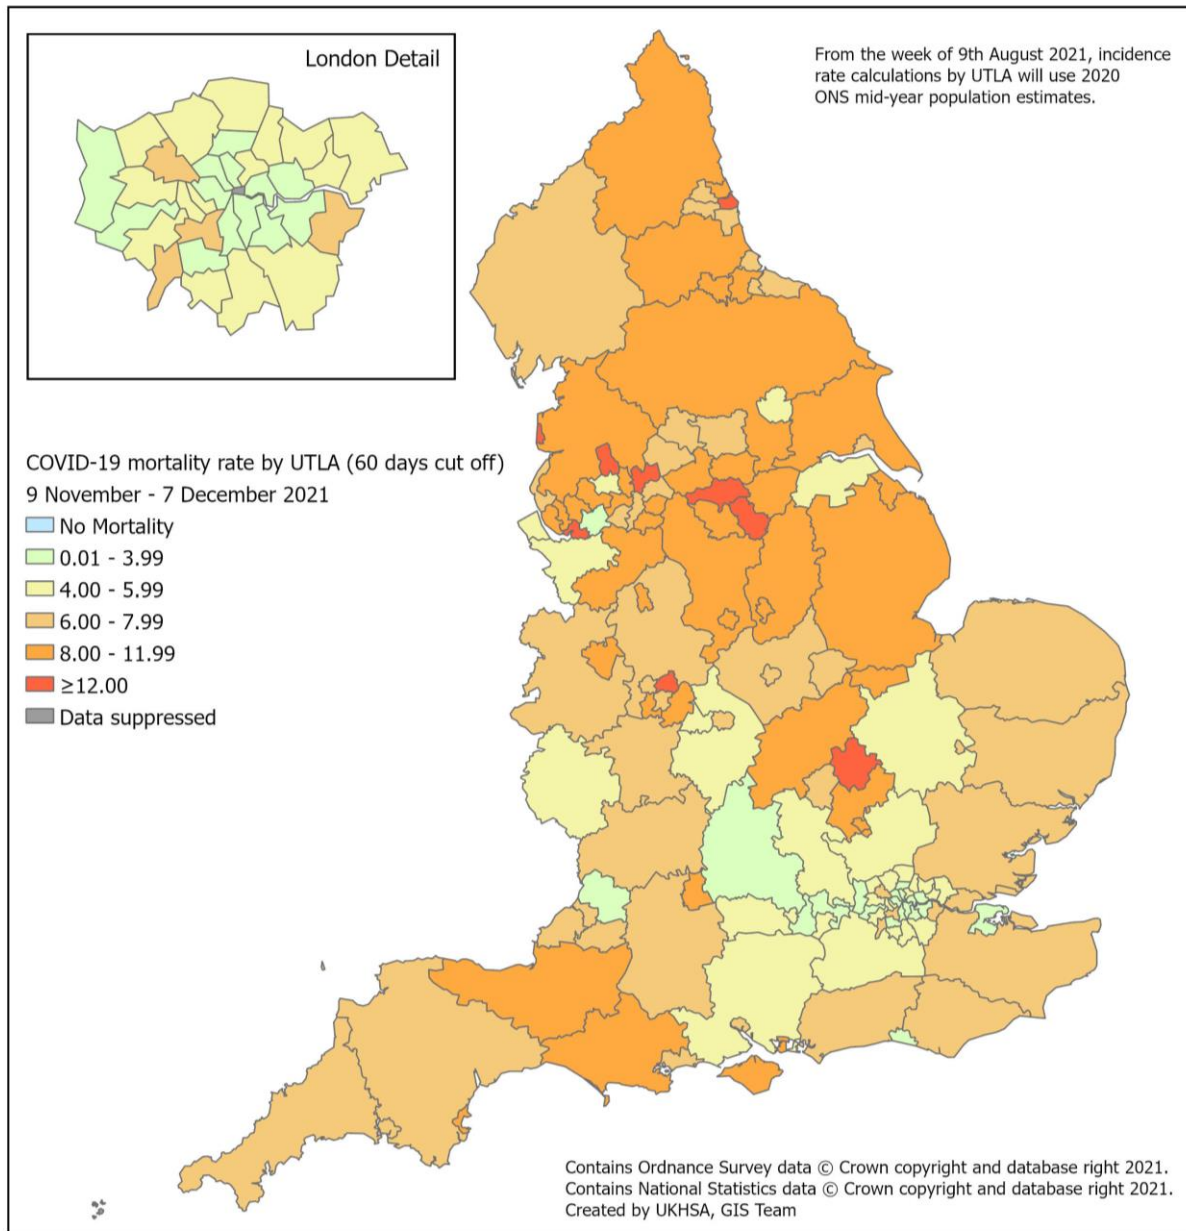 London Detail
From the week of 9th August 2021, incidence
rate calculations by UTLA will use 2020
ONS mid-year population estimates.
COVID-19 mortality rate by UTLA (60 days cut off)
9 November - 7 December 2021
No Mortality
0.01 - 3.99
4.00 - 5.99
6.00 - 7.99
8.00 - 11.99
≥12.00
Data suppressed
Contains Ordnance Survey data © Crown copyright and database right 2021.
Contains National Statistics data © Crown copyright and database right 2021.
Created by UKHSA, GIS Team